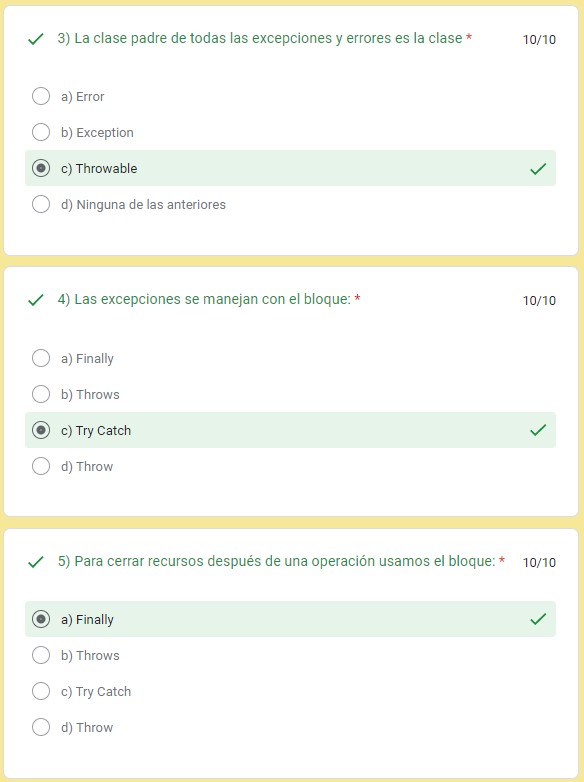 3) La clase padre de todas las excepciones y errores es la clase * 10/10
a) Error
b) Exception
c) Throwable
d) Ninguna de las anteriores
4) Las excepciones se manejan con el bloque: * 10/10
a) Finally
b) Throws
c) Try Catch
d) Throw
5) Para cerrar recursos después de una operación usamos el bloque: * 10/10
a) Finally
b) Throws
c) Try Catch
d) Throw